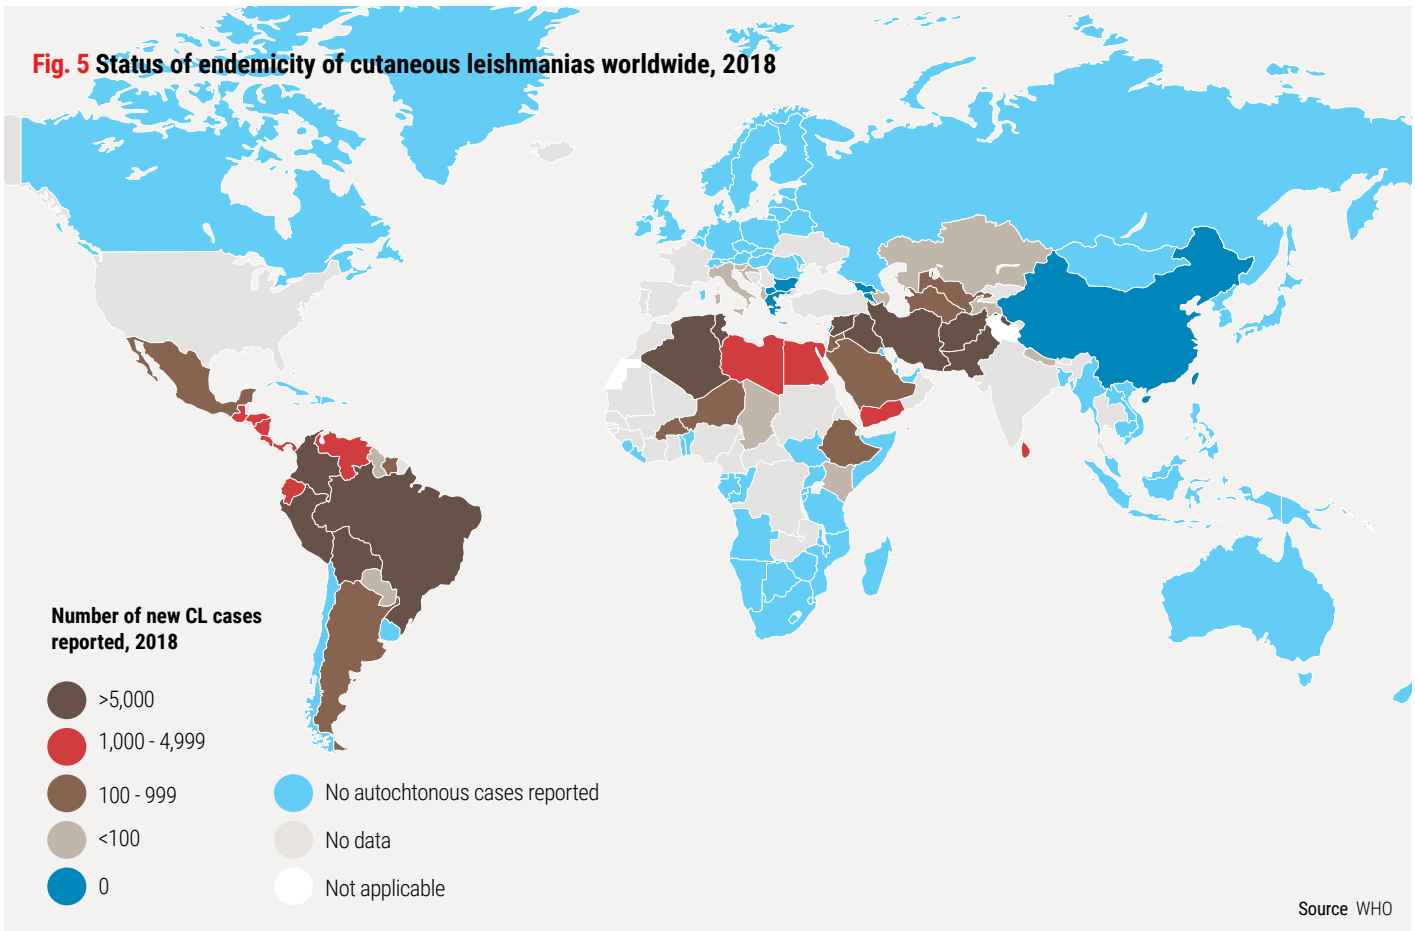 Fig. 5 Status of endemicity of cutaneous leishmanias worldwide, 2018
Number of new CL cases
reported, 2018
>5,000
1,000 - 4,999
100 - 999
<100
0
No autochtonous cases reported
No data
Not applicable
Source WHO